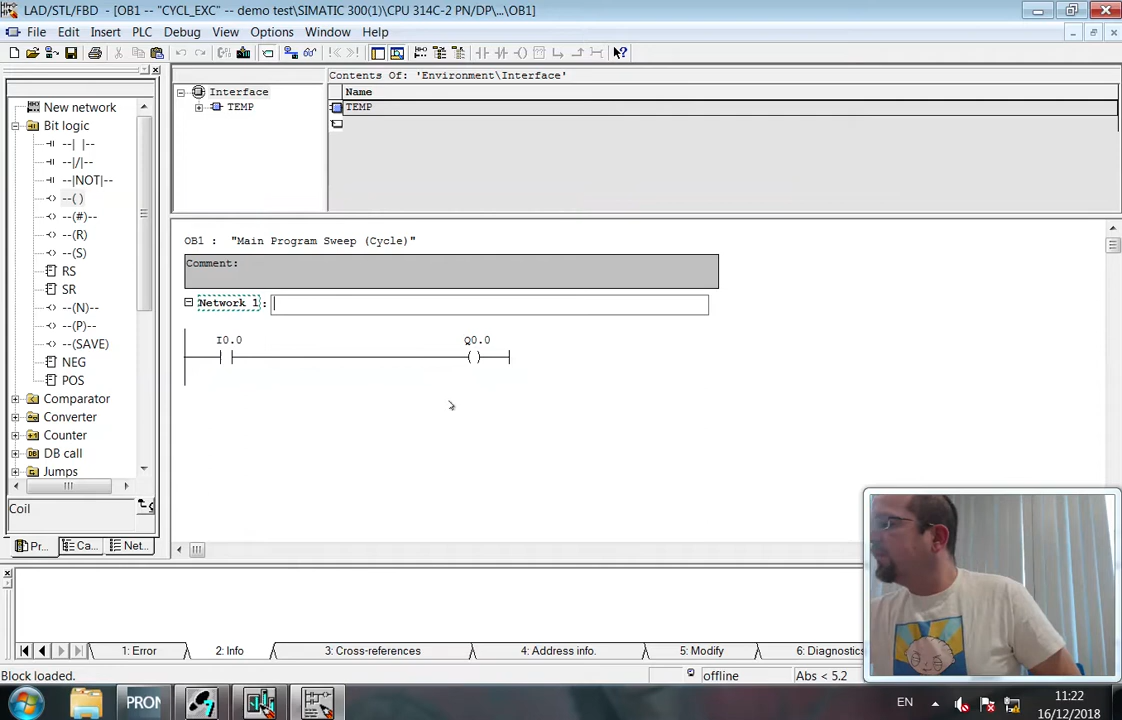 LAD/STL/FBD - [OB1 -- "CYCL_EXC" -- demo test\SIMATIC 300(1)\CPU 314C-2 PN/DP\...\OB1]
File Edit Insert PLC Debug View Options Window Help
Contents Of: 'Environment\Interface'
Interface
TEMP
Name
TEMP
New network
Bit logic
--| |--
--|/|--
--|NOT|--
--( )
--(#)--
--(R)
--(S)
RS
SR
--(N)--
--(P)--
--(SAVE)
NEG
POS
Comparator
Converter
Counter
DB call
Jumps
Coil
Pr...
Ca...
Net...
OB1 : "Main Program Sweep (Cycle)"
Comment:
Network 1:
I0.0
Q0.0
1: Error
2: Info
3: Cross-references
4: Address info.
5: Modify
6: Diagnostics
Block loaded.
offline
Abs < 5.2
PRON
EN
11:22
16/12/2018